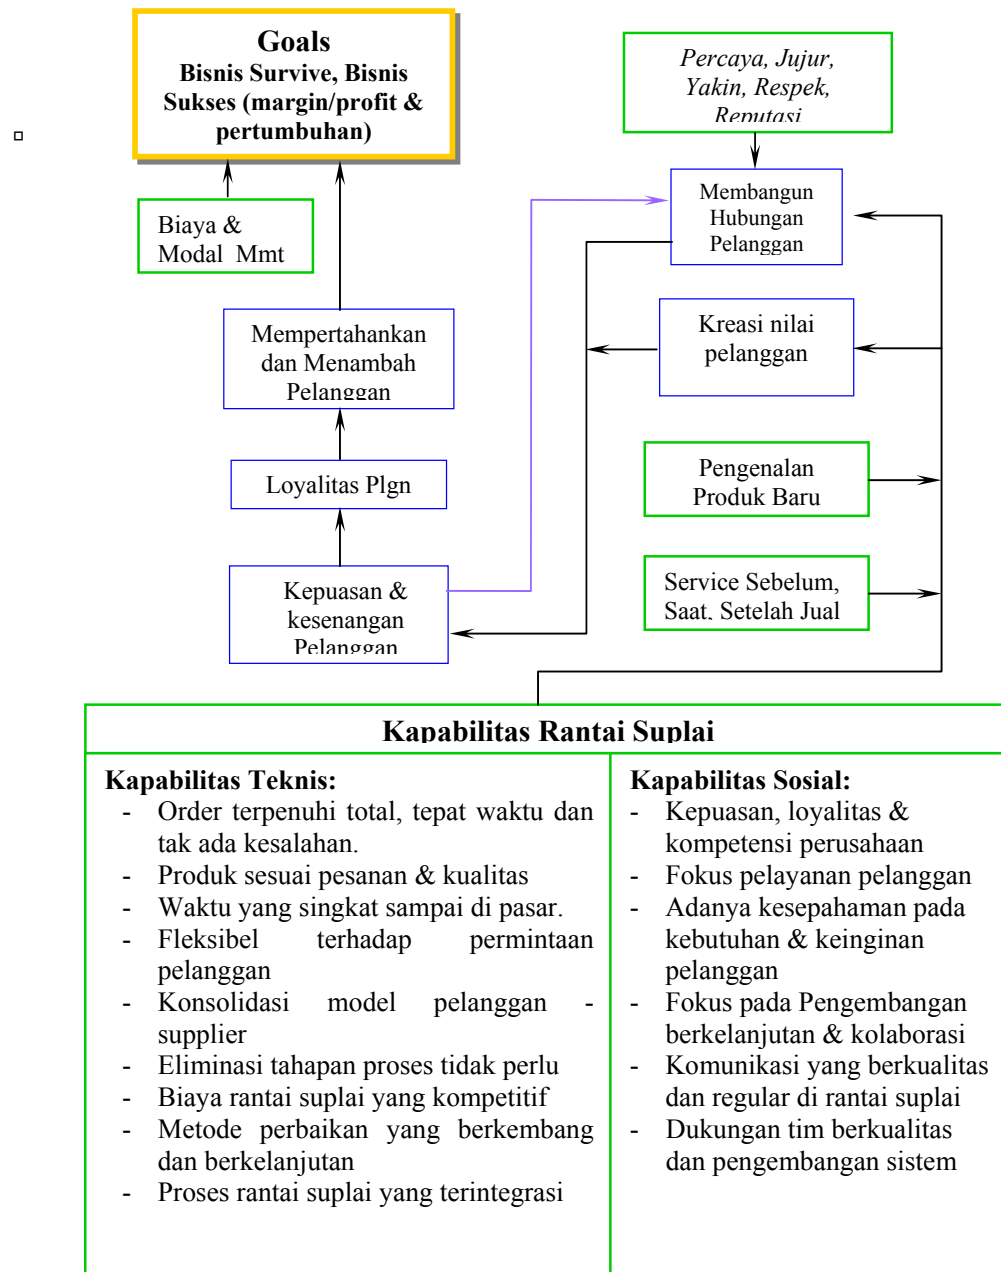 Goals
Bisnis Survive, Bisnis
Sukses (margin/profit &
pertumbuhan)
Percaya, Jujur,
Yakin, Respek,
Reputasi
Biaya &
Modal Mmt
Membangun
Hubungan
Pelanggan
Mempertahankan
dan Menambah
Pelanggan
Kreasi nilai
pelanggan
Loyalitas Plgn
Pengenalan
Produk Baru
Kepuasan &
kesenangan
Pelanggan
Service Sebelum,
Saat, Setelah Jual
Kapabilitas Rantai Suplai
Kapabilitas Teknis:
- Order terpenuhi total, tepat waktu dan
tak ada kesalahan.
- Produk sesuai pesanan & kualitas
- Waktu yang singkat sampai di pasar.
- Fleksibel terhadap permintaan
pelanggan
- Konsolidasi model pelanggan -
supplier
- Eliminasi tahapan proses tidak perlu
- Biaya rantai suplai yang kompetitif
- Metode perbaikan yang berkembang
dan berkelanjutan
- Proses rantai suplai yang terintegrasi
Kapabilitas Sosial:
- Kepuasan, loyalitas &
kompetensi perusahaan
- Fokus pelayanan pelanggan
- Adanya kesepahaman pada
kebutuhan & keinginan
pelanggan
- Fokus pada Pengembangan
berkelanjutan & kolaborasi
- Komunikasi yang berkualitas
dan regular di rantai suplai
- Dukungan tim berkualitas
dan pengembangan sistem